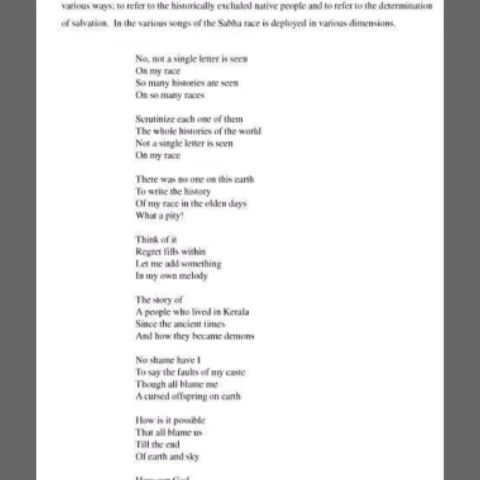 various ways; to refer to the historically excluded native people and to refer to the determination
of salvation. In the various songs of the Sabha race is deployed in various dimensions.
No, not a single letter is seen
On my race
So many histories are seen
On so many races
Scrutinize each one of them
The whole histories of the world
Not a single letter is seen
On my race
There was no one on this earth
To write the history
Of my race in the olden days
What a pity!
Think of it
Regret fills within
Let me add something
In my own melody
The story of
A people who lived in Kerala
Since the ancient times
And how they became demons
No shame have I
To say the faults of my caste
Though all blame me
A cursed offspring on earth
How is it possible
That all blame us
Till the end
Of earth and sky